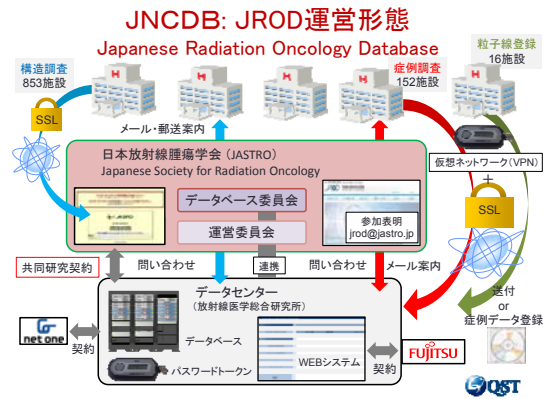 JNCDB: JROD運営形態
Japanese Radiation Oncology Database
構造調査
853施設
症例調査
152施設
粒子線登録
16施設
SSL
メール・郵送案内
仮想ネットワーク(VPN)
+
SSL
日本放射線腫瘍学会 (JASTRO)
Japanese Society for Radiation Oncology
JASTRO
データベース委員会
運営委員会
参加表明
jrod@jastro.jp
共同研究契約
問い合わせ
連携
問い合わせ
メール案内
データセンター
(放射線医学総合研究所)
データベース
パスワードトークン
WEBシステム
net one
契約
契約
FUJITSU
送付
or
症例データ登録
QST